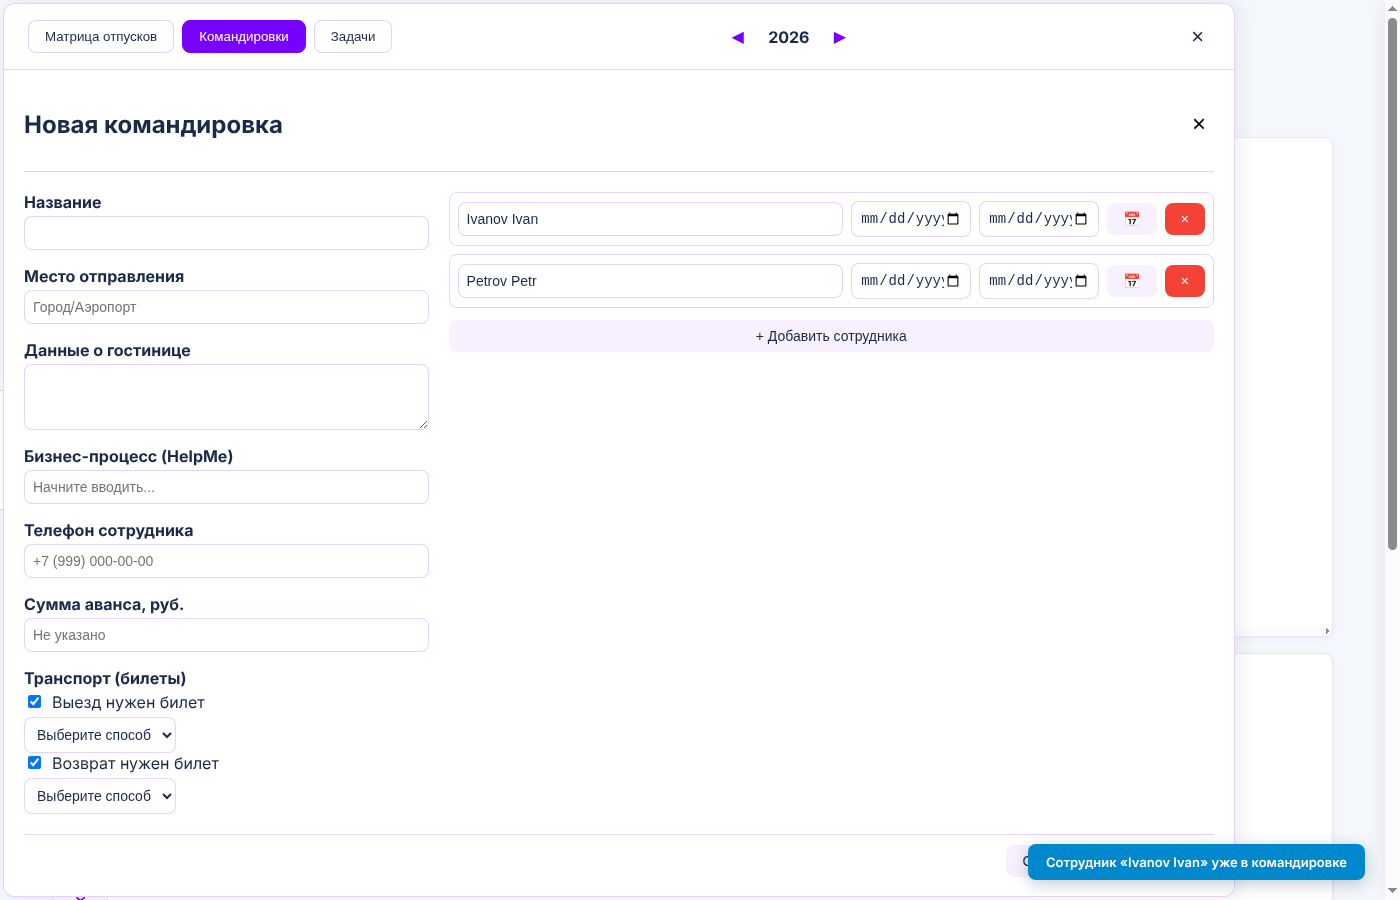 Матрица отпусков
Командировки
Задачи
◀ 2026 ▶
×
Новая командировка
×
Название
Место отправления
Город/Аэропорт
Данные о гостинице
Бизнес-процесс (HelpMe)
Начните вводить...
Телефон сотрудника
+7 (999) 000-00-00
Сумма аванса, руб.
Не указано
Транспорт (билеты)
Выезд нужен билет
Выберите способ
Возврат нужен билет
Выберите способ
Ivanov Ivan
mm/dd/yyyy
mm/dd/yyyy
×
Petrov Petr
mm/dd/yyyy
mm/dd/yyyy
×
+ Добавить сотрудника
Сотрудник «Ivanov Ivan» уже в командировке